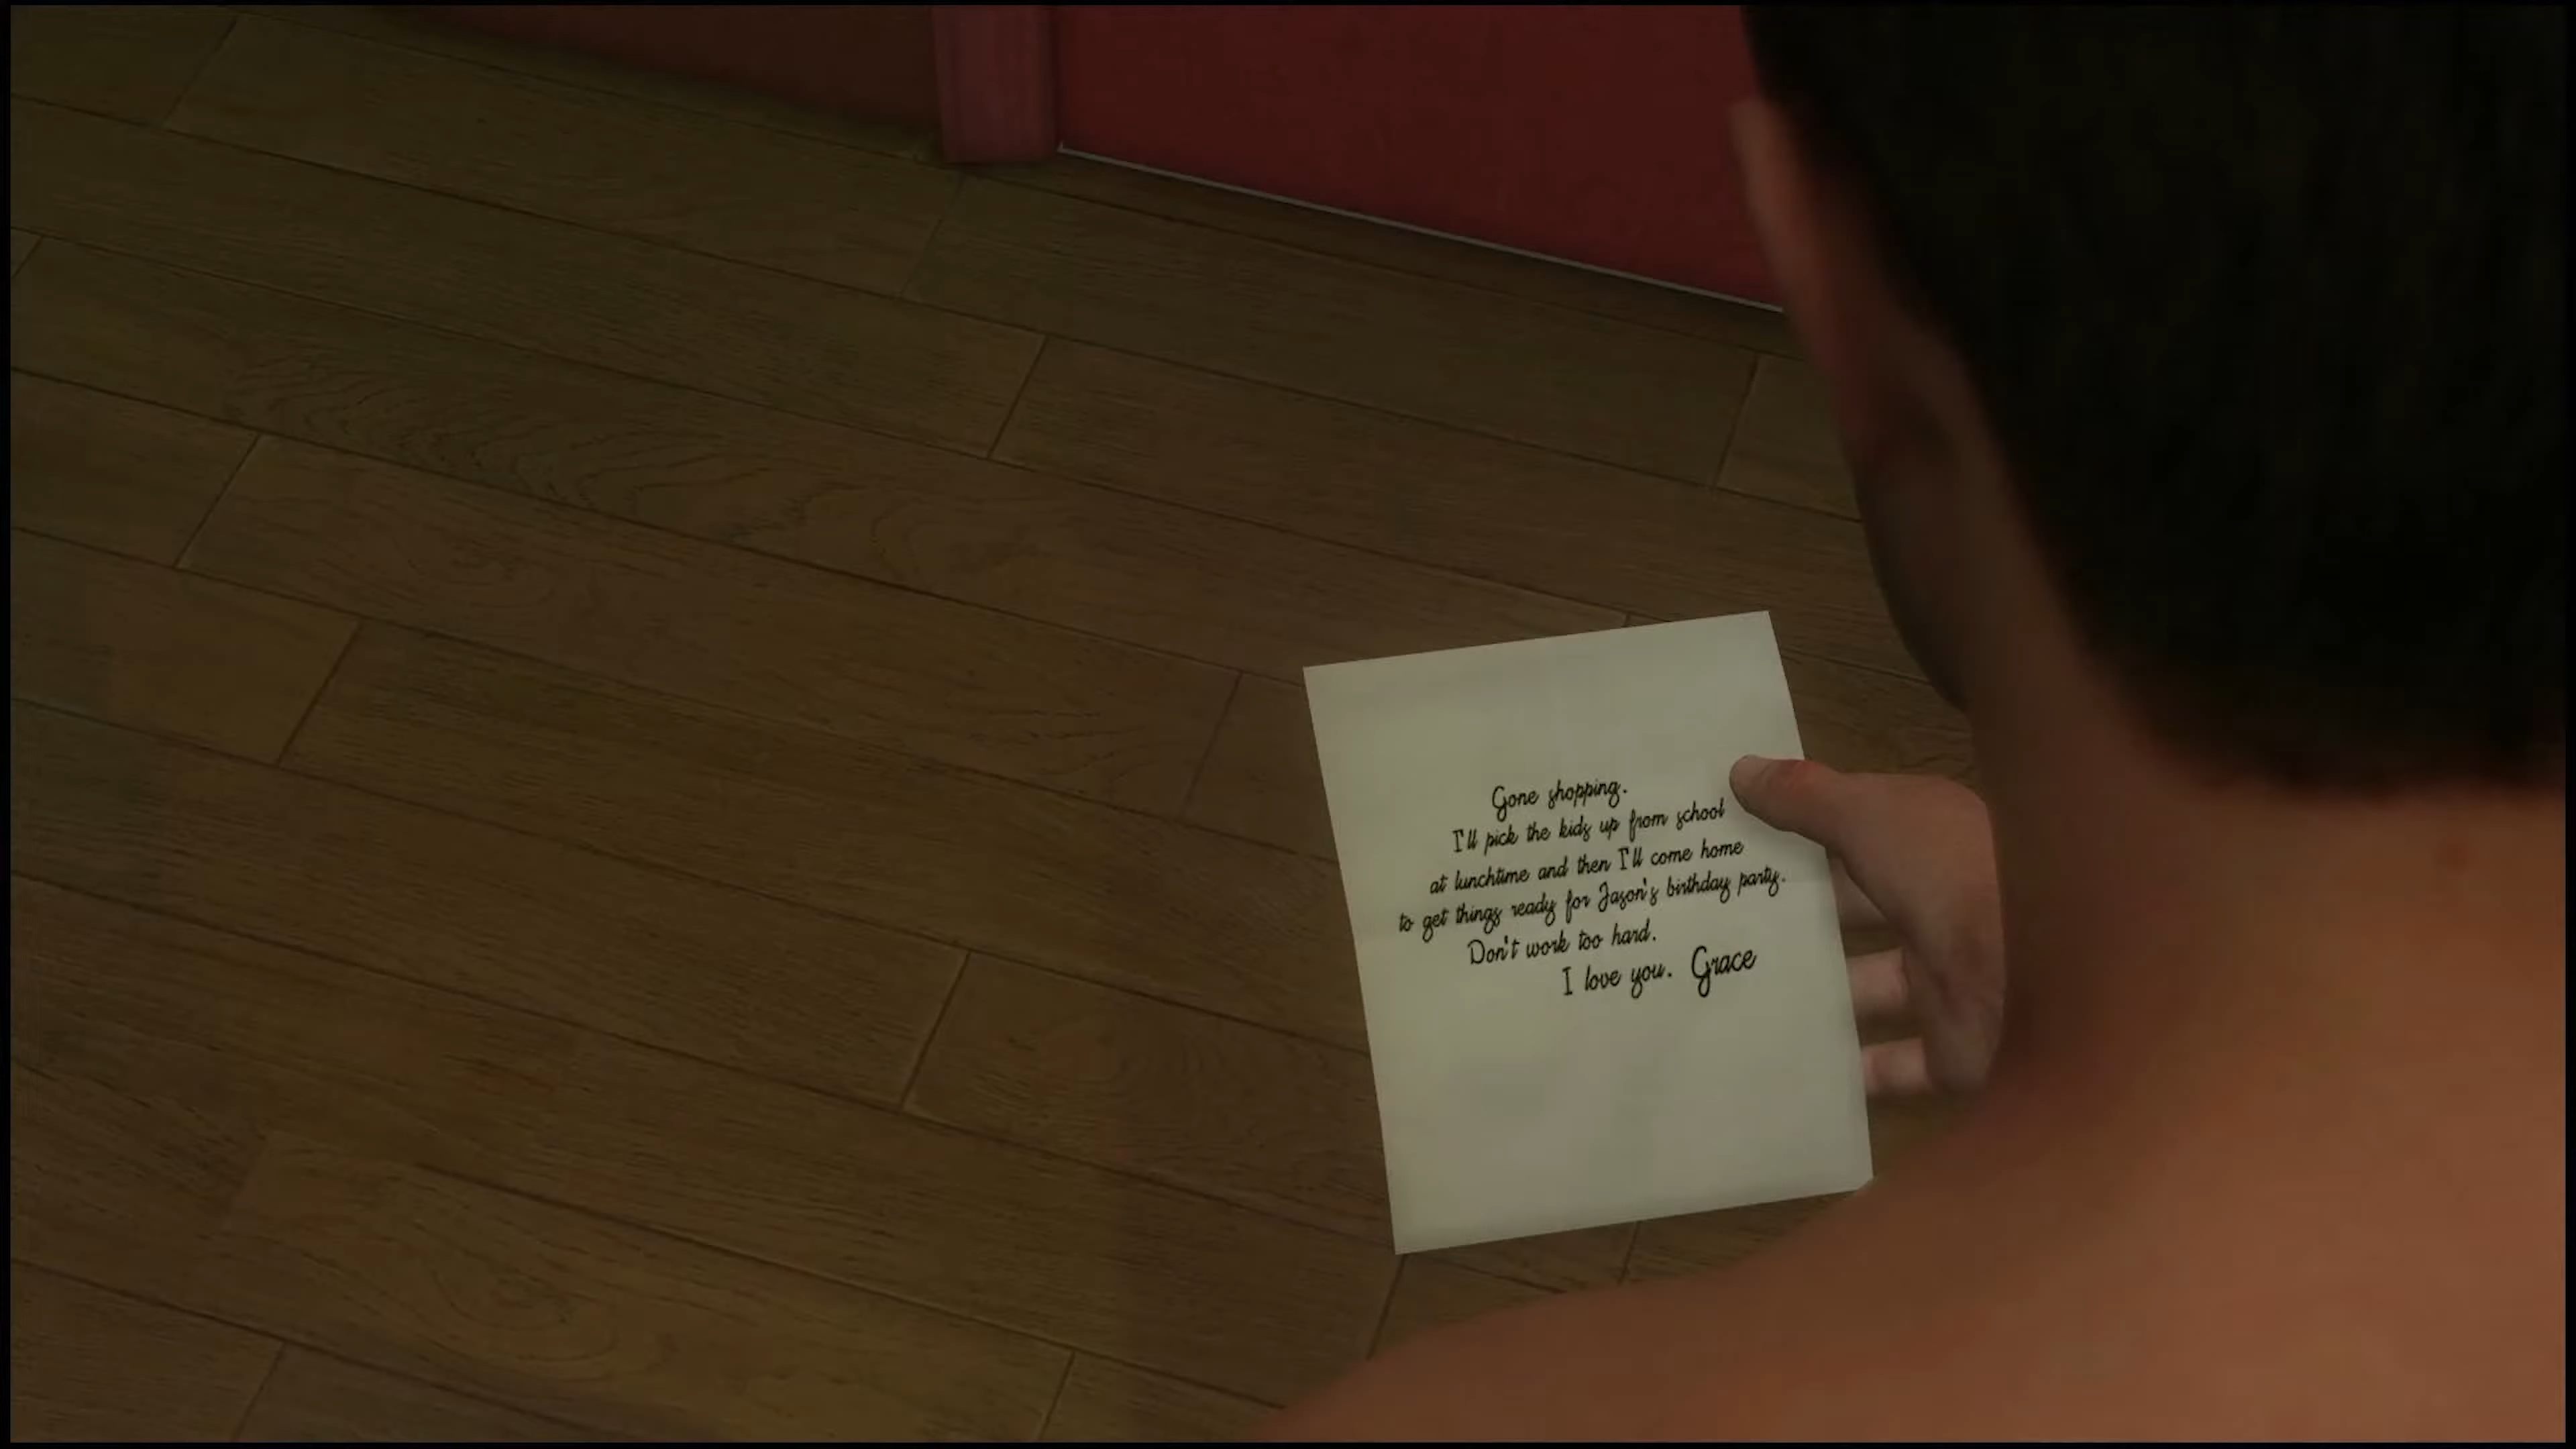 Gone shopping.
I'll pick the kids up from school
at lunchtime and then I'll come home
to get things ready for Jason's birthday party.
Don't work too hard.
I love you. Grace